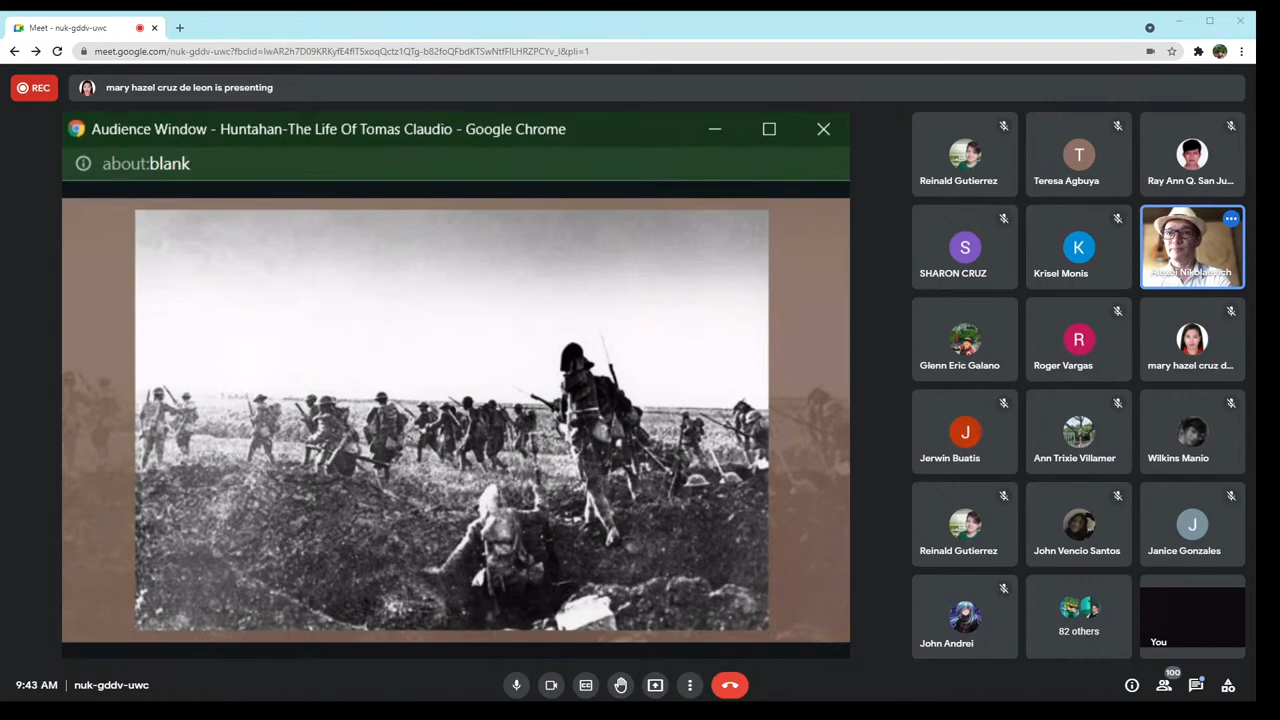 Meet - nuk-gddv-uwc
meet.google.com/nuk-gddv-uwc?fbclid=IwAR2h7D09KRKyfE4flT5xoqQctz1QTg-b82foQFbdKTSwNtfFILHRZPCYv_I&pli=1
REC
mary hazel cruz de leon is presenting
Audience Window - Huntahan-The Life Of Tomas Claudio - Google Chrome
about:blank
Reinald Gutierrez
T
Teresa Agbuya
Ray Ann Q. San Ju...
S
SHARON CRUZ
K
Krisel Monis
Alexei Nikolaevich
Glenn Eric Galano
R
Roger Vargas
mary hazel cruz d...
J
Jerwin Buatis
Ann Trixie Villamer
Wilkins Manio
Reinald Gutierrez
John Vencio Santos
J
Janice Gonzales
John Andrei
82 others
You
9:43 AM | nuk-gddv-uwc
100